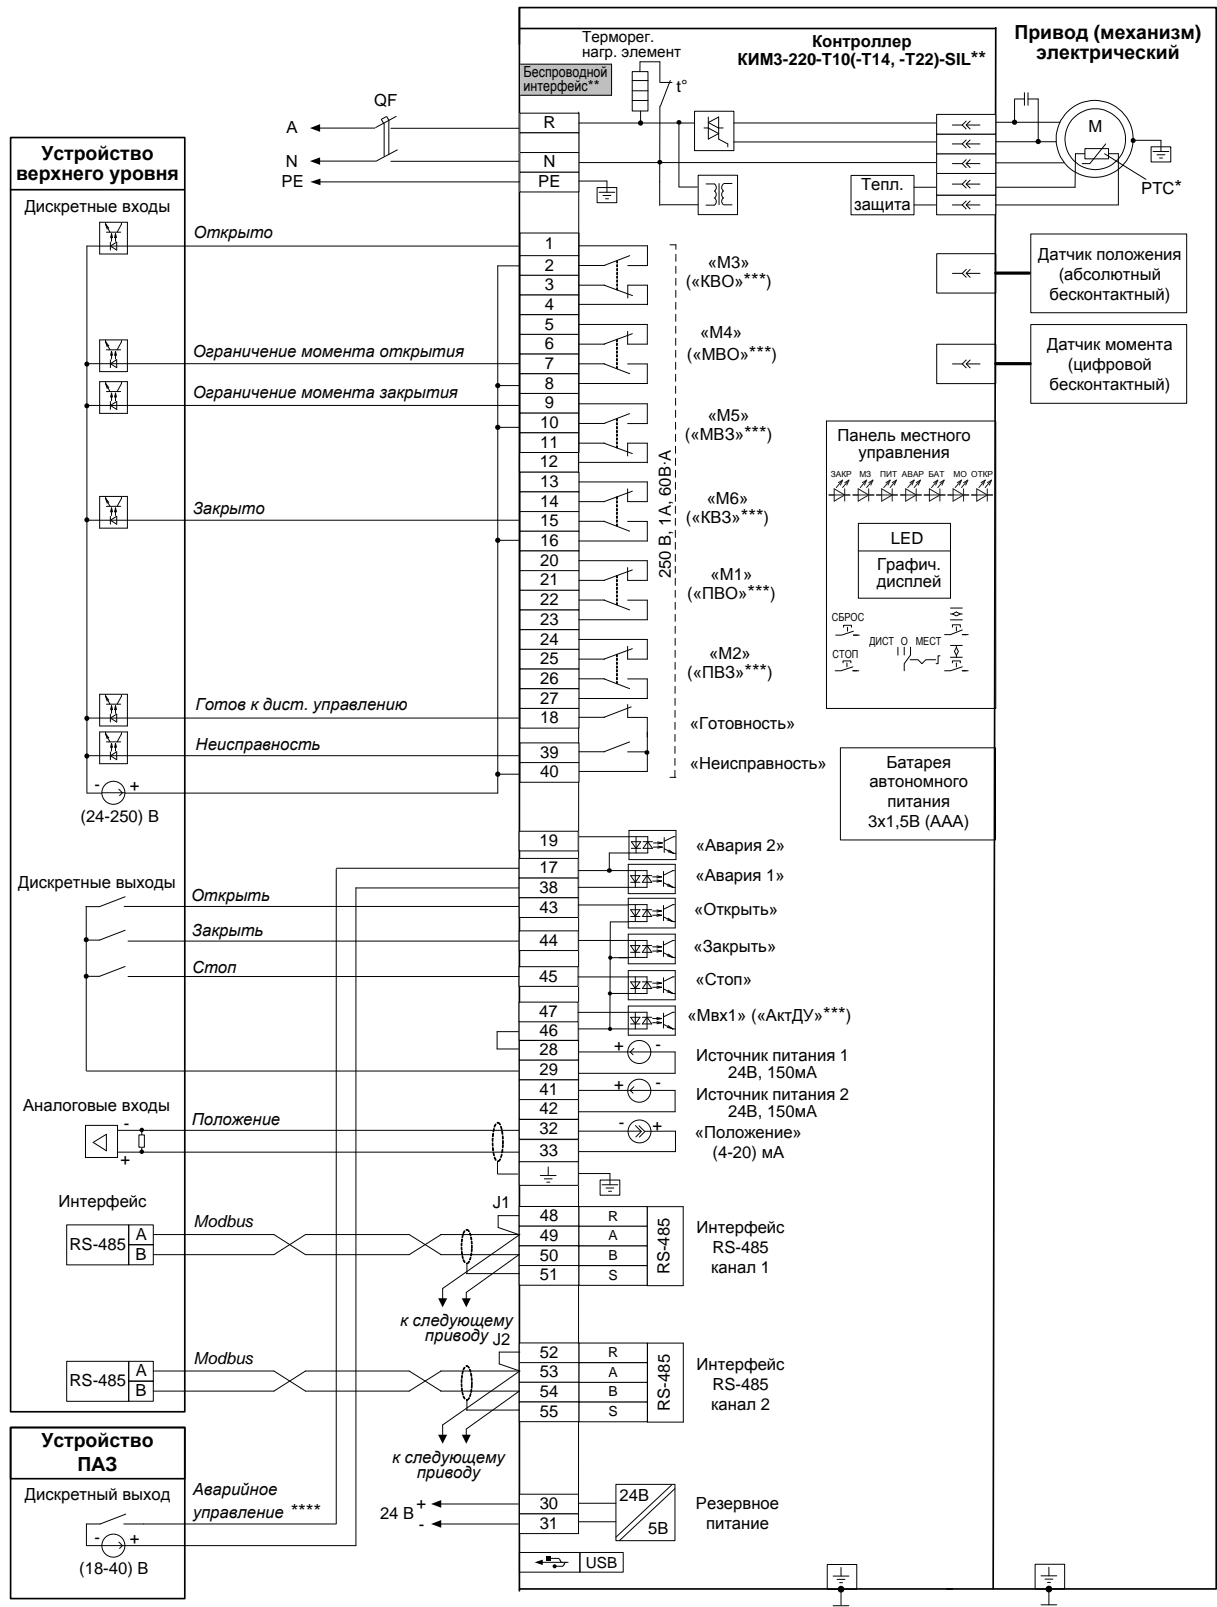 Привод (механизм)
электрический
Контроллер
КИМ3-220-Т10(-Т14, -Т22)-SIL**
Терморег.
нагр. элемент
Беспроводной
интерфейс**
t°
QF
A
N
PE
R
N
PE
M
PTC*
Тепл.
защита
Устройство
верхнего уровня
Дискретные входы
Открыто
Ограничение момента открытия
Ограничение момента закрытия
Закрыто
Готов к дист. управлению
Неисправность
- +
(24-250) В
1
2
3
4
5
6
7
8
9
10
11
12
13
14
15
16
20
21
22
23
24
25
26
27
18
39
40
«М3»
(«КВО»***)
«М4»
(«МВО»***)
«М5»
(«МВЗ»***)
«М6»
(«КВЗ»***)
«М1»
(«ПВО»***)
«М2»
(«ПВЗ»***)
«Готовность»
«Неисправность»
250 В, 1А, 60В·А
Датчик положения
(абсолютный
бесконтактный)
Датчик момента
(цифровой
бесконтактный)
Панель местного
управления
ЗАКР МЗ ПИТ АВАР БАТ МО ОТКР
LED
Графич.
дисплей
СБРОС
СТОП
ДИСТ О МЕСТ
Батарея
автономного
питания
3х1,5В (ААА)
Дискретные выходы
Открыть
Закрыть
Стоп
19
17
38
43
44
45
47
46
28
29
41
42
32
33
«Авария 2»
«Авария 1»
«Открыть»
«Закрыть»
«Стоп»
«Мвх1» («АктДУ»***)
+ -
Источник питания 1
24В, 150мА
+ -
Источник питания 2
24В, 150мА
- +
«Положение»
(4-20) мА
Аналоговые входы
Положение
-
+
Интерфейс
RS-485
A
B
Modbus
J1
48 R
49 A
50 B
51 S
RS-485
Интерфейс
RS-485
канал 1
к следующему
приводу
J2
RS-485
A
B
Modbus
52 R
53 A
54 B
55 S
RS-485
Интерфейс
RS-485
канал 2
к следующему
приводу
Устройство
ПАЗ
Дискретный выход
Аварийное
управление ****
- +
(18-40) В
24 В + -
30
31
24В
5В
Резервное
питание
USB